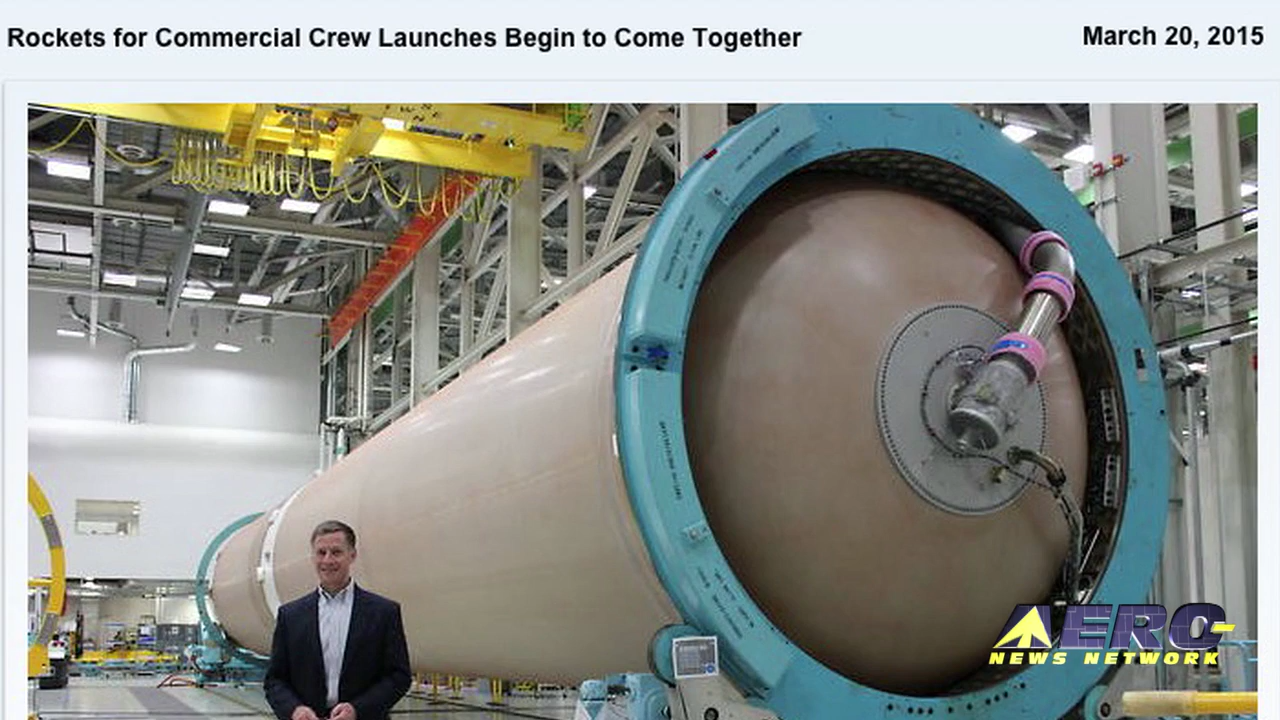 Rockets for Commercial Crew Launches Begin to Come Together
March 20, 2015
AERO
NEWS NETWORK